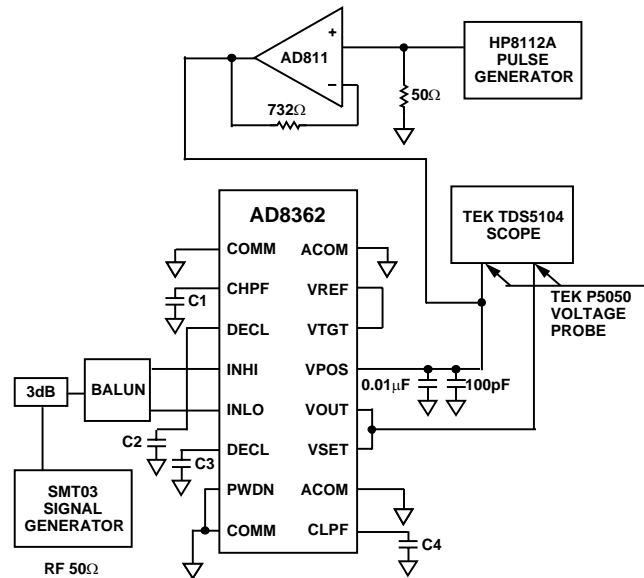 HP8112A
PULSE
GENERATOR
+
AD811
–
50Ω
732Ω
AD8362
TEK TDS5104
SCOPE
COMM
ACOM
CHPF
VREF
C1
DECL
VTGT
TEK P5050
VOLTAGE
PROBE
INHI
VPOS
0.01μF
100pF
3dB
BALUN
INLO
VOUT
C2
DECL
VSET
C3
SMT03
SIGNAL
GENERATOR
PWDN
ACOM
COMM
CLPF
C4
RF 50Ω